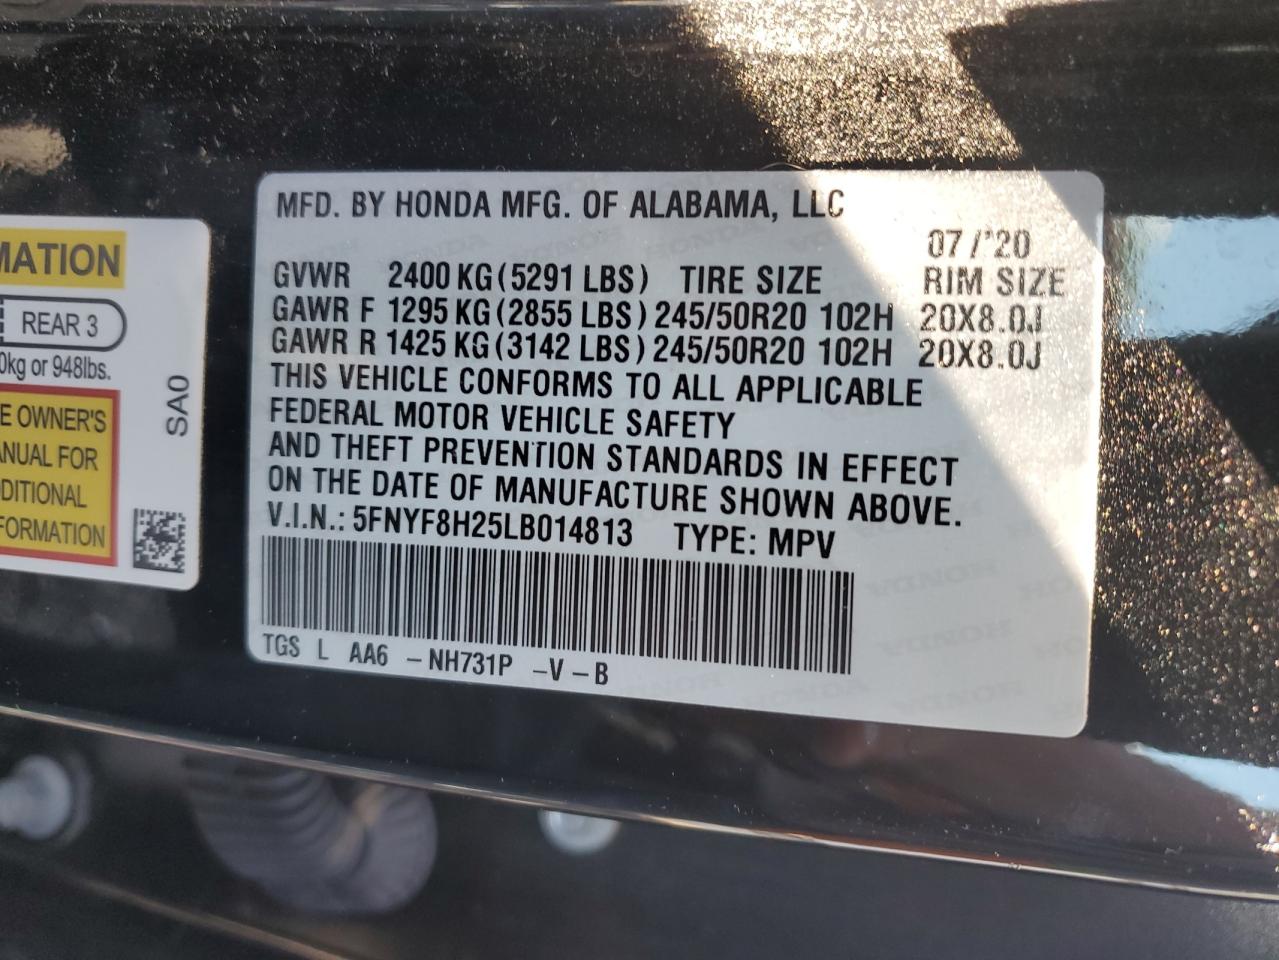 MATION
REAR 3
0kg or 948lbs.
E OWNER'S
ANUAL FOR
DDITIONAL
FORMATION
SA0
MFD. BY HONDA MFG. OF ALABAMA, LLC
07/'20
GVWR 2400 KG (5291 LBS) TIRE SIZE RIM SIZE
GAWR F 1295 KG (2855 LBS) 245/50R20 102H 20X8.0J
GAWR R 1425 KG (3142 LBS) 245/50R20 102H 20X8.0J
THIS VEHICLE CONFORMS TO ALL APPLICABLE
FEDERAL MOTOR VEHICLE SAFETY
AND THEFT PREVENTION STANDARDS IN EFFECT
ON THE DATE OF MANUFACTURE SHOWN ABOVE.
V.I.N.: 5FNYF8H25LB014813 TYPE: MPV
TGS L AA6 -NH731P -V-B